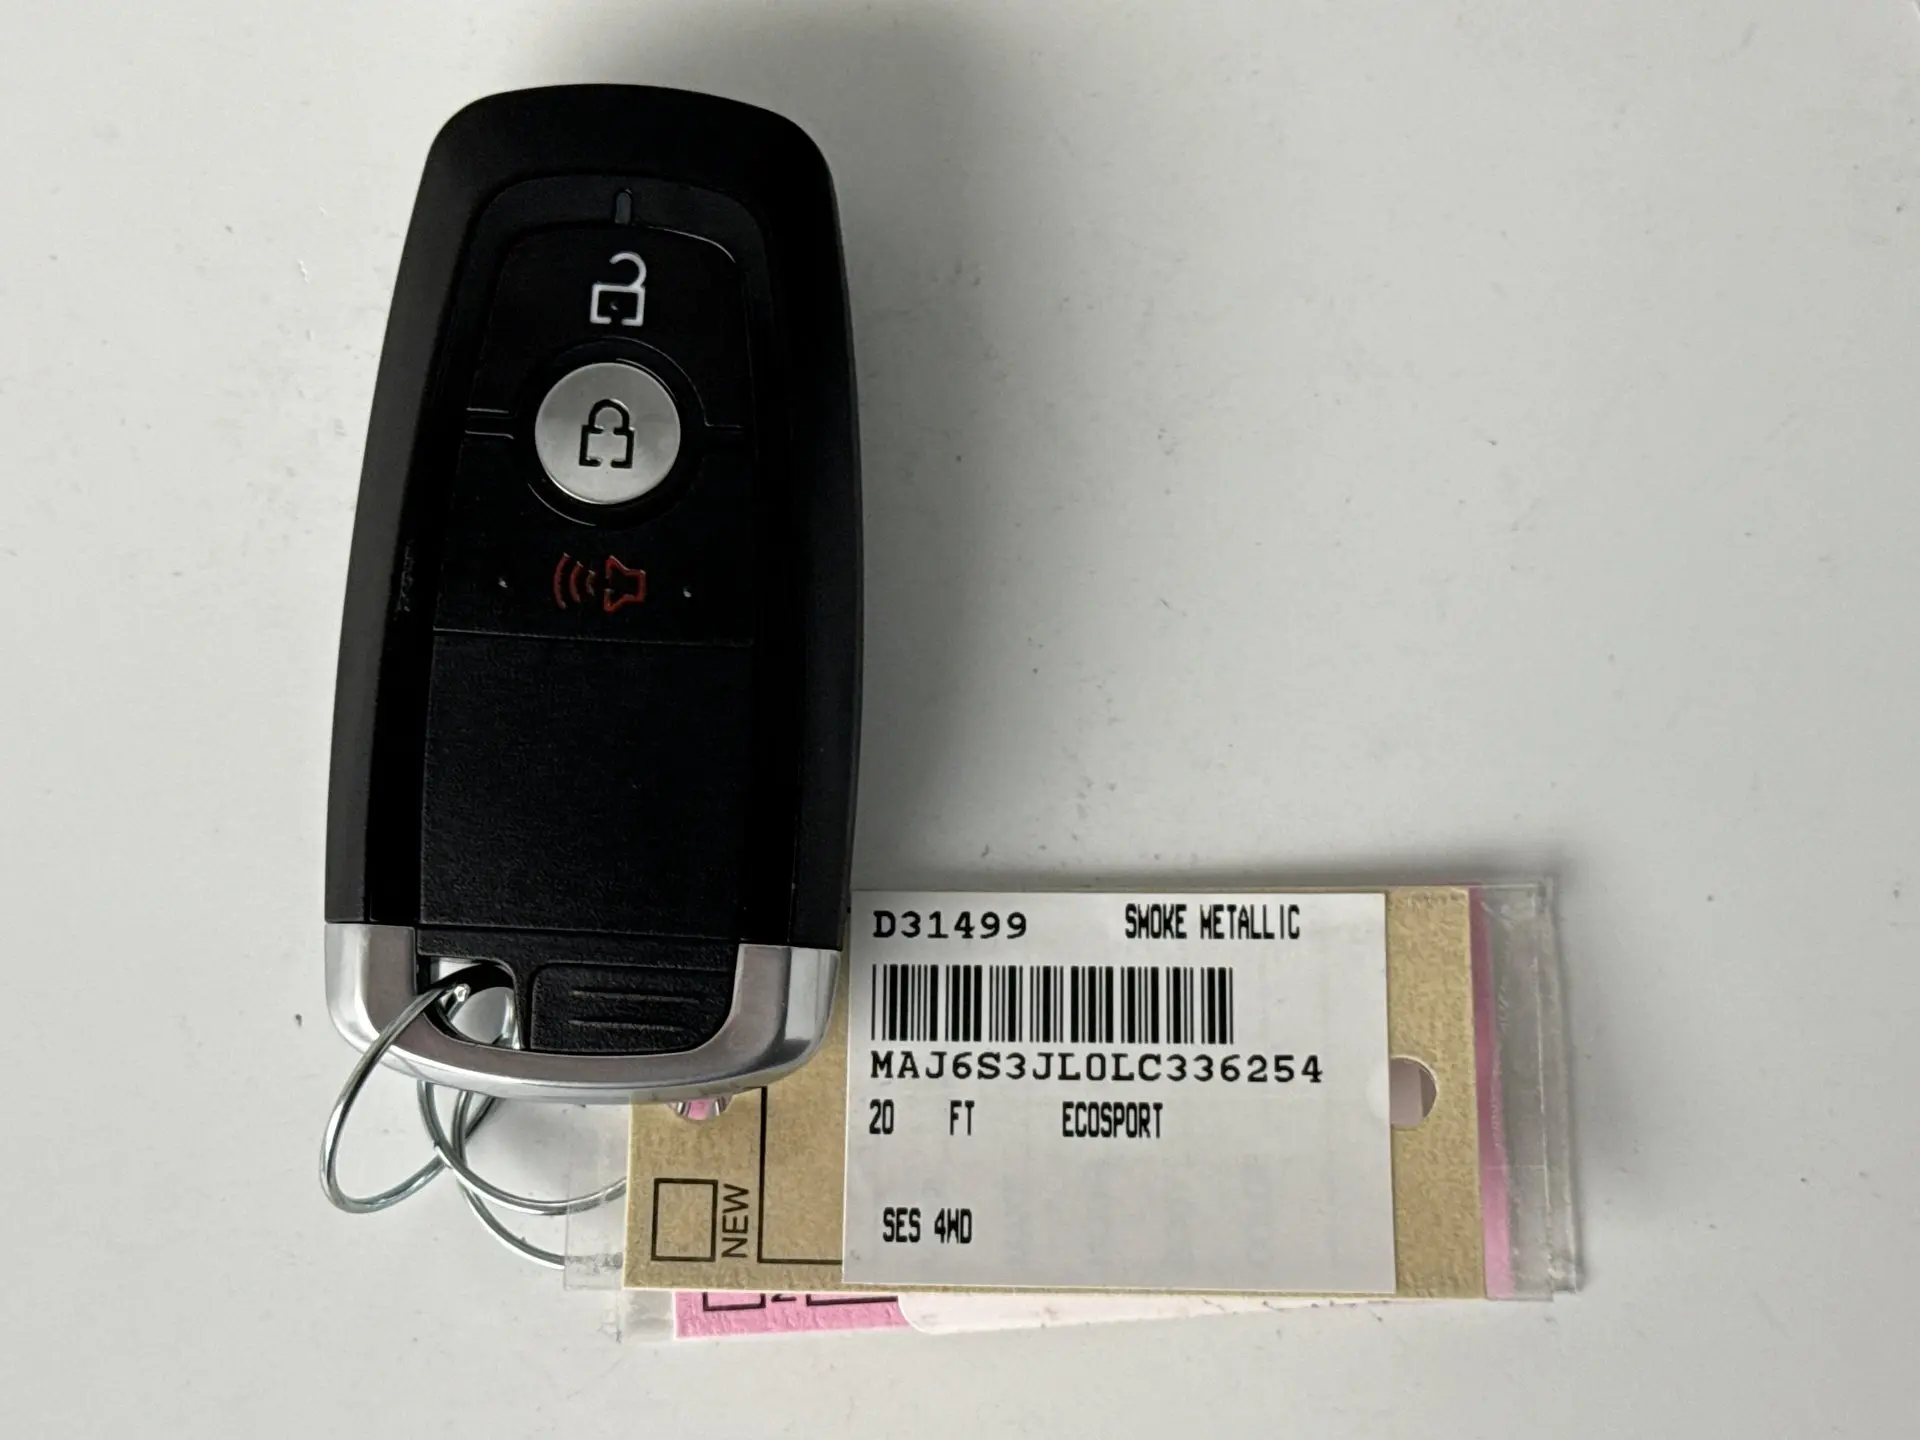 D31499 SMOKE METALLIC
MAJ6S3JL0LC336254
20 FT ECOSPORT
SES 4WD
NEW